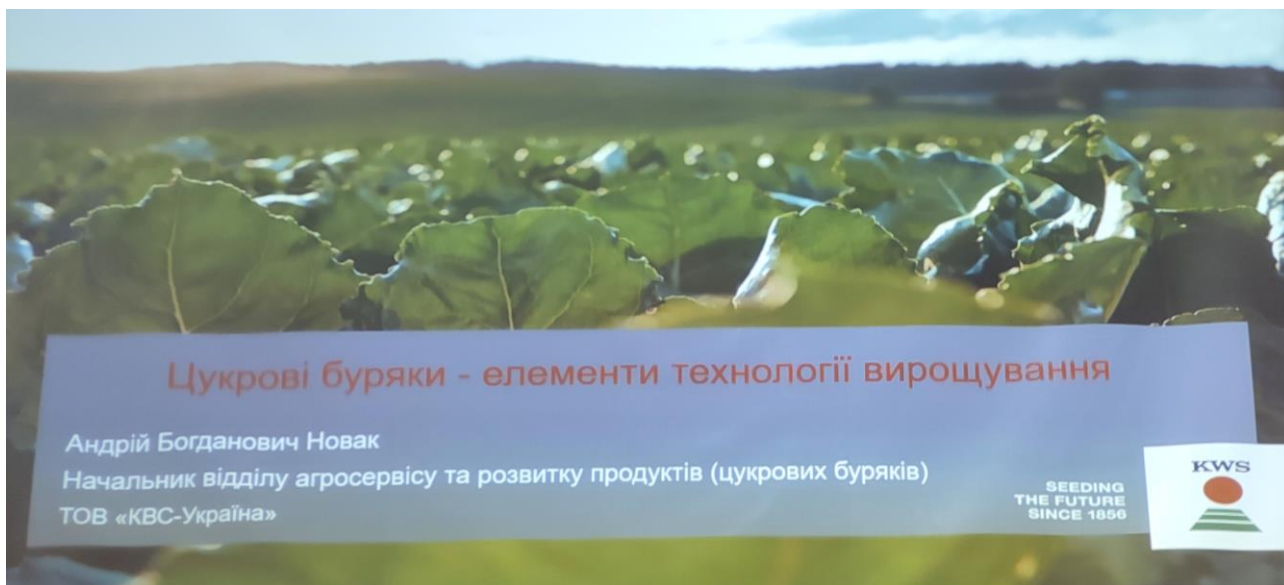 Цукрові буряки - елементи технології вирощування
Андрій Богданович Новак
Начальник відділу агросервісу та розвитку продуктів (цукрових буряків)
ТОВ «КВС-Україна»
SEEDING
THE FUTURE
SINCE 1856
KWS